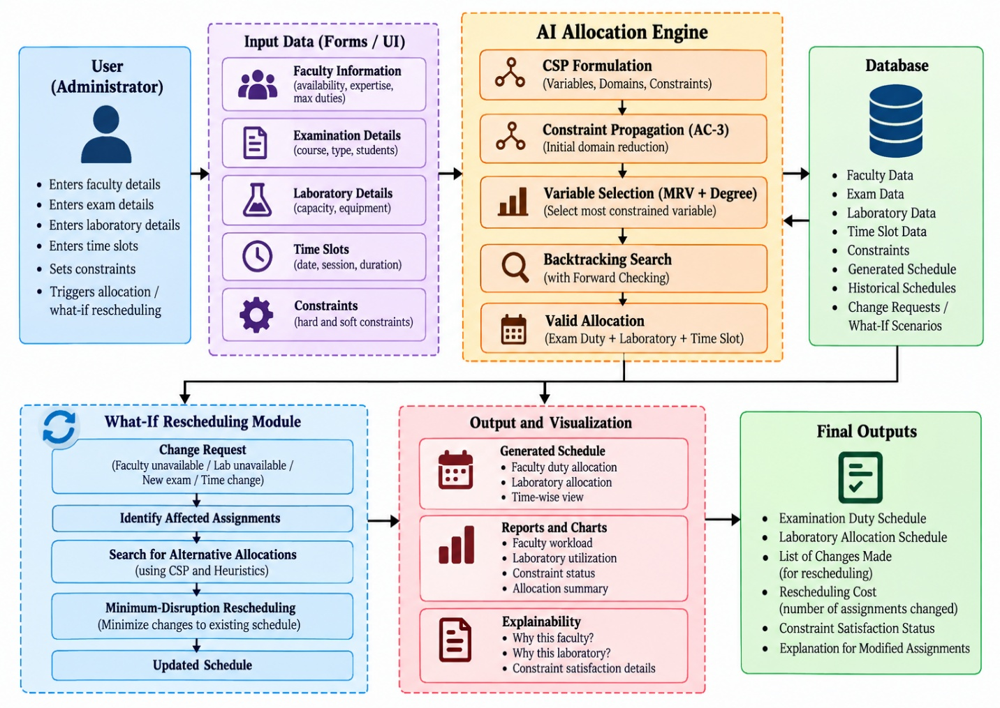 User
(Administrator)
• Enters faculty details
• Enters exam details
• Enters laboratory details
• Enters time slots
• Sets constraints
• Triggers allocation /
what-if rescheduling
Input Data (Forms / UI)
Faculty Information
(availability, expertise,
max duties)
Examination Details
(course, type, students)
Laboratory Details
(capacity, equipment)
Time Slots
(date, session, duration)
Constraints
(hard and soft constraints)
AI Allocation Engine
CSP Formulation
(Variables, Domains, Constraints)
Constraint Propagation (AC-3)
(Initial domain reduction)
Variable Selection (MRV + Degree)
(Select most constrained variable)
Backtracking Search
(with Forward Checking)
Valid Allocation
(Exam Duty + Laboratory + Time Slot)
Database
• Faculty Data
• Exam Data
• Laboratory Data
• Time Slot Data
• Constraints
• Generated Schedule
• Historical Schedules
• Change Requests /
What-If Scenarios
What-If Rescheduling Module
Change Request
(Faculty unavailable / Lab unavailable /
New exam / Time change)
Identify Affected Assignments
Search for Alternative Allocations
(using CSP and Heuristics)
Minimum-Disruption Rescheduling
(Minimize changes to existing schedule)
Updated Schedule
Output and Visualization
Generated Schedule
• Faculty duty allocation
• Laboratory allocation
• Time-wise view
Reports and Charts
• Faculty workload
• Laboratory utilization
• Constraint status
• Allocation summary
Explainability
• Why this faculty?
• Why this laboratory?
• Constraint satisfaction details
Final Outputs
• Examination Duty Schedule
• Laboratory Allocation Schedule
• List of Changes Made
(for rescheduling)
• Rescheduling Cost
(number of assignments changed)
• Constraint Satisfaction Status
• Explanation for Modified Assignments